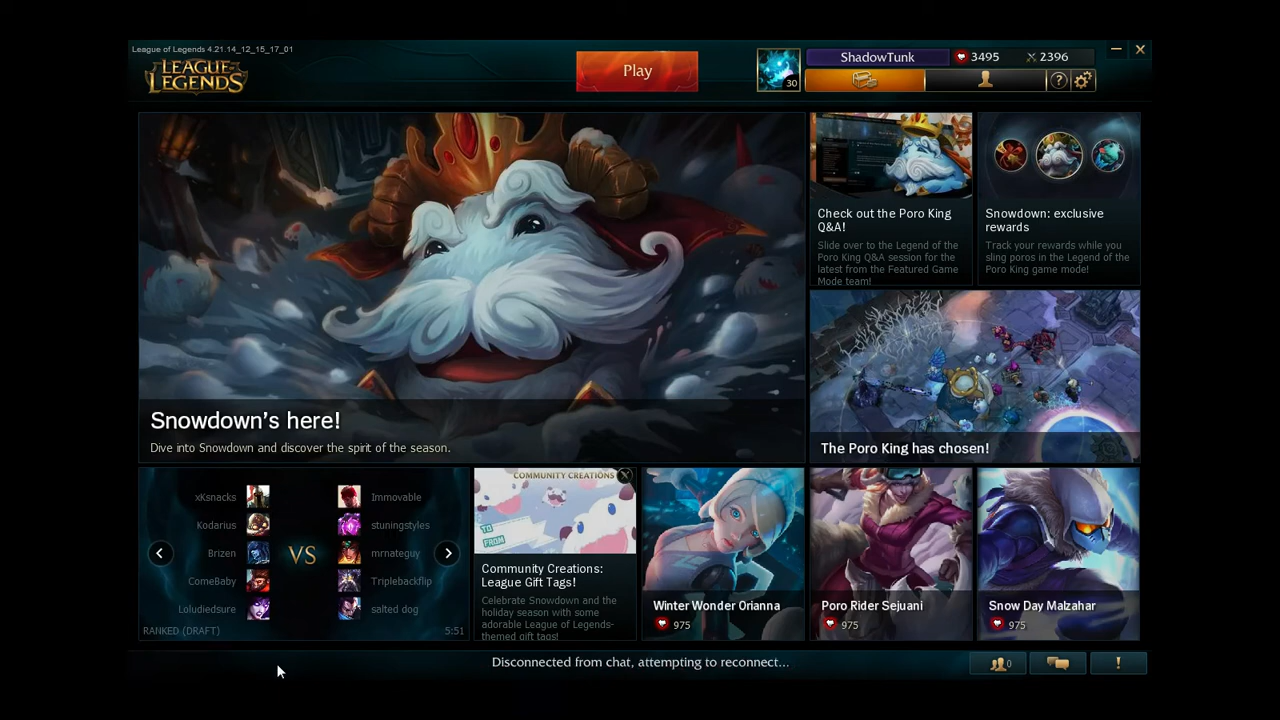 League of Legends 4.21.14_12_15_17_01
LEAGUE OF
LEGENDS
Play
30
ShadowTunk
3495
2396
?
Snowdown's here!
Dive into Snowdown and discover the spirit of the season.
Check out the Poro King
Q&A!
Slide over to the Legend of the
Poro King Q&A session for the
latest from the Featured Game
Mode team!
Snowdown: exclusive
rewards
Track your rewards while you
sling poros in the Legend of the
Poro King game mode!
The Poro King has chosen!
xKsnacks
Kodarius
Brizen
ComeBaby
Loludiedsure
VS
Immovable
stuningstyles
mrnateguy
Triplebackflip
salted dog
RANKED (DRAFT)
5:51
COMMUNITY CREATIONS
TO
FROM
Community Creations:
League Gift Tags!
Celebrate Snowdown and the
holiday season with some
adorable League of Legends-
themed gift tags!
Winter Wonder Orianna
975
Poro Rider Sejuani
975
Snow Day Malzahar
975
Disconnected from chat, attempting to reconnect...
0
!